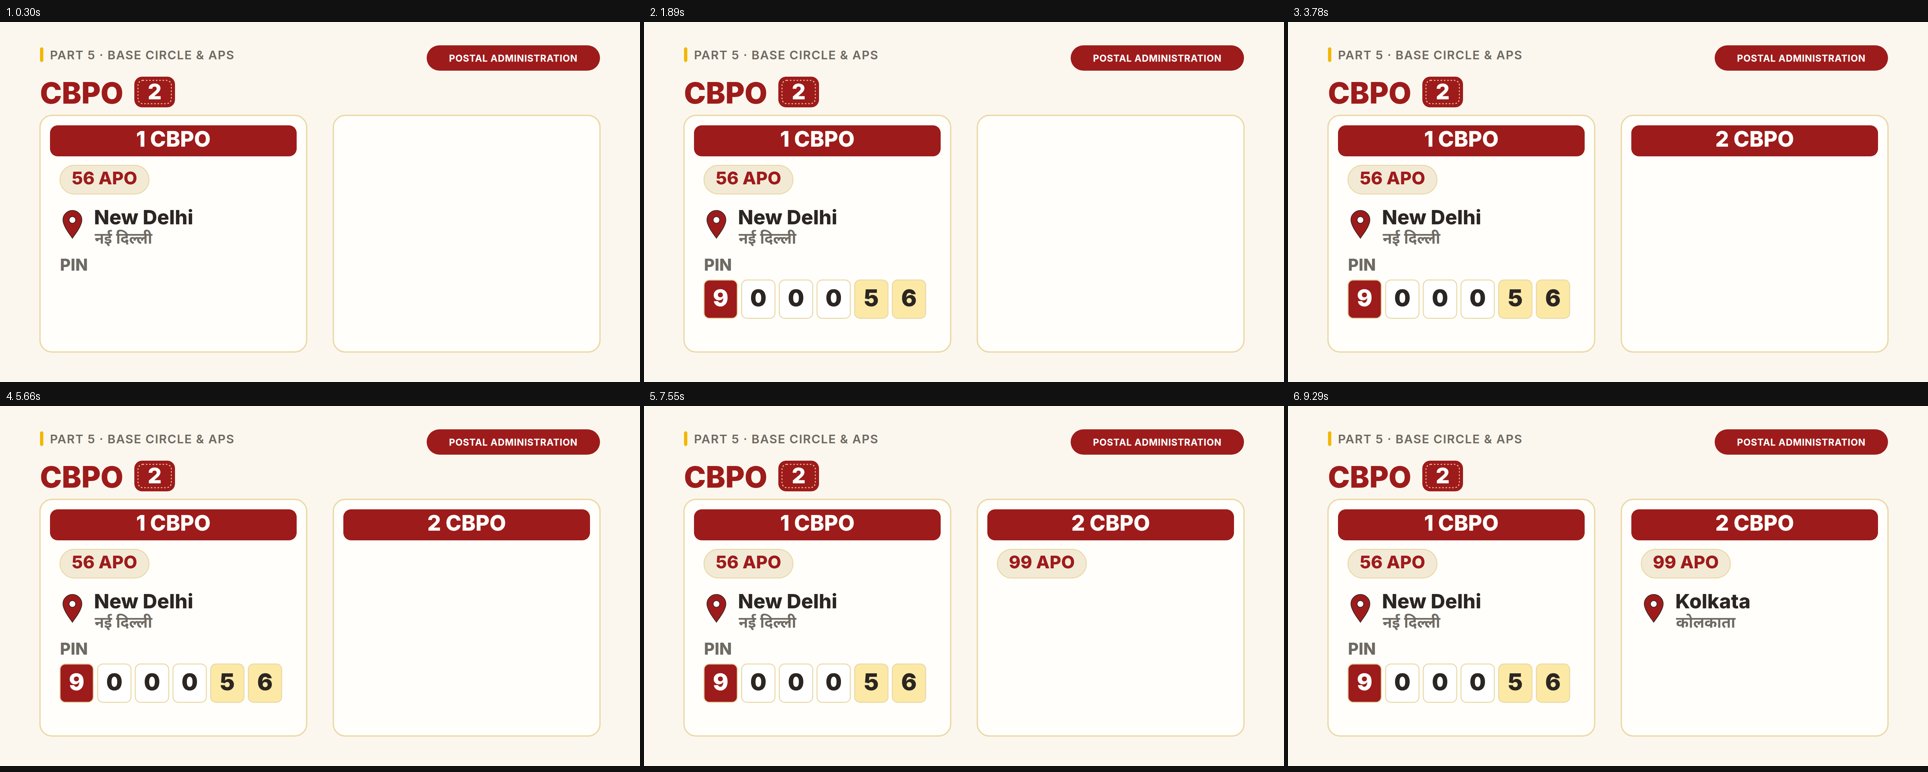 1. 0.30s
PART 5 · BASE CIRCLE & APS
POSTAL ADMINISTRATION
CBPO 2
1 CBPO
56 APO
New Delhi
नई दिल्ली
PIN
2. 1.89s
PART 5 · BASE CIRCLE & APS
POSTAL ADMINISTRATION
CBPO 2
1 CBPO
56 APO
New Delhi
नई दिल्ली
PIN
9 0 0 0 5 6
3. 3.78s
PART 5 · BASE CIRCLE & APS
POSTAL ADMINISTRATION
CBPO 2
1 CBPO
56 APO
New Delhi
नई दिल्ली
PIN
9 0 0 0 5 6
2 CBPO
4. 5.66s
PART 5 · BASE CIRCLE & APS
POSTAL ADMINISTRATION
CBPO 2
1 CBPO
56 APO
New Delhi
नई दिल्ली
PIN
9 0 0 0 5 6
2 CBPO
5. 7.55s
PART 5 · BASE CIRCLE & APS
POSTAL ADMINISTRATION
CBPO 2
1 CBPO
56 APO
New Delhi
नई दिल्ली
PIN
9 0 0 0 5 6
2 CBPO
99 APO
6. 9.29s
PART 5 · BASE CIRCLE & APS
POSTAL ADMINISTRATION
CBPO 2
1 CBPO
56 APO
New Delhi
नई दिल्ली
PIN
9 0 0 0 5 6
2 CBPO
99 APO
Kolkata
कोलकाता